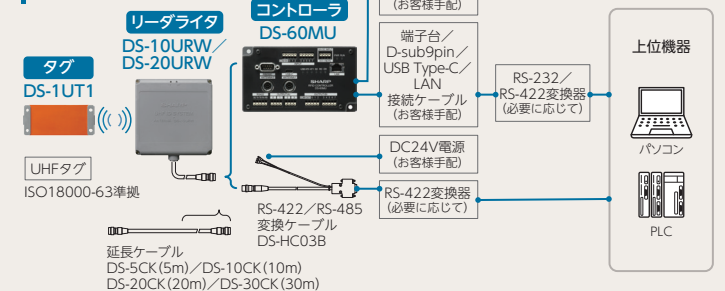 (お客様手配)
コントローラ
DS-60MU
リーダライタ
DS-10URW／
DS-20URW
タグ
DS-1UT1
UHFタグ
ISO18000-63準拠
SHARP
端子台／
D-sub9pin／
USB Type-C／
LAN
接続ケーブル
(お客様手配)
RS-232／
RS-422変換器
(必要に応じて)
DC24V電源
(お客様手配)
RS-422変換器
(必要に応じて)
RS-422／RS-485
変換ケーブル
DS-HC03B
延長ケーブル
DS-5CK(5m)／DS-10CK(10m)
DS-20CK(20m)／DS-30CK(30m)
上位機器
パソコン
PLC